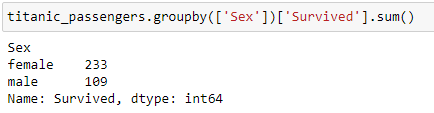 titanic_passengers.groupby(['Sex'])['Survived'].sum()
Sex
female    233
male      109
Name: Survived, dtype: int64